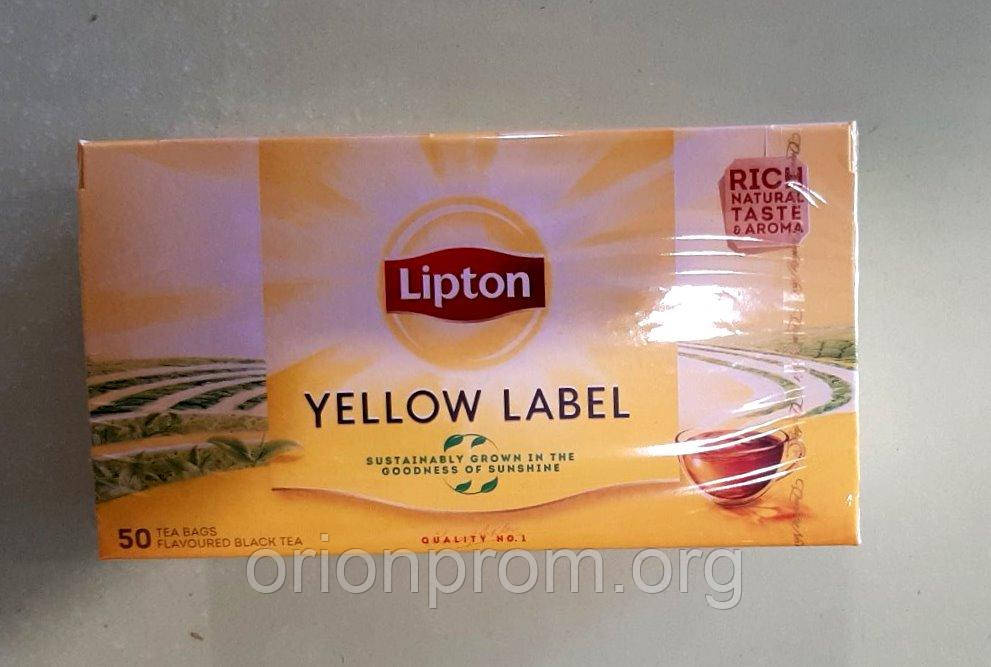 RICH
NATURAL
TASTE
& AROMA
Lipton
YELLOW LABEL
SUSTAINABLY GROWN IN THE
GOODNESS OF SUNSHINE
50 TEA BAGS
FLAVOURED BLACK TEA
QUALITY NO.1
orionprom.org